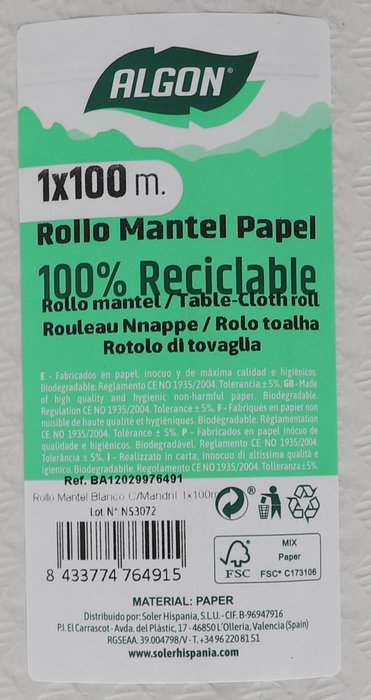 ALGON®
1x100 m.
Rollo Mantel Papel
100% Reciclable
Rollo mantel / Table-Cloth roll
Rouleau Nnappe / Rolo toalha
Rotolo di tovaglia
E - Fabricados en papel, inocuo y de máxima calidad e higiénicos.
Biodegradable. Reglamento CE NO 1935/2004. Tolerancia ± 5%. GB - Made
of high quality and hygienic non-harmful paper. Biodegradable.
Regulation CE NO 1935/2004. Tolerance ± 5%. F - Fabriqués en papier non
nuisible de haute qualité et hygiéniques. Biodégradable. Réglementation
CE NO 1935/2004. Tolérance ± 5%. P - Fabricados em papel inocuo de
qualidade e higiénicos. Biodegradável. Reglamento CE NO 1935/2004.
Tolerância ± 5%. I - Realizzato in carta, innocuo di altissima qualità e
igienico. Biodegradabile. Regolamento CE NO 1935/2004. Tolleranza ± 5%.
Ref. BA12029976491
Rollo Mantel Blanco C/Mandril 1x100m
Lot. Nº: NS3072
8 433774 764915
FSC
MIX
Paper
FSC® C173106
MATERIAL: PAPER
Distribuido por: Soler Hispania, S.L.U. - CIF. B-96947916
P.I. El Carrascot - Avda. del Plàstic, 17 - 46850 L'Olleria, Valencia (Spain)
RGSEAA. 39.004798/V - T. +34 96 220 81 51
www.solerhispania.com